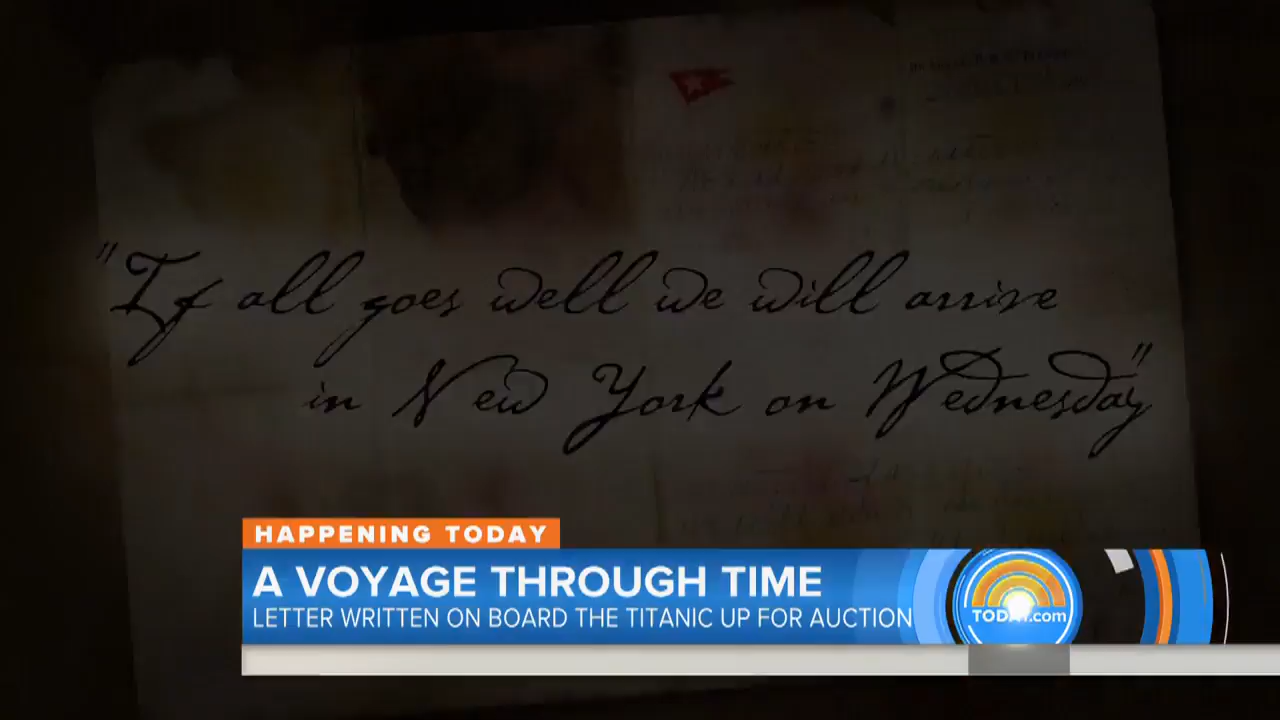 "If all goes well we will arrive
in New York on Wednesday"
HAPPENING TODAY
A VOYAGE THROUGH TIME
LETTER WRITTEN ON BOARD THE TITANIC UP FOR AUCTION
TODAY.com